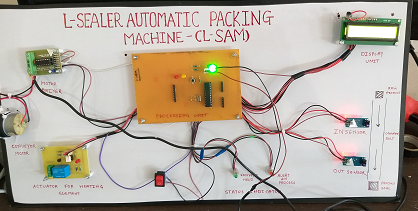 L-SEALER AUTOMATIC PACKING
MACHINE-(L-SAM)
DISPLAY
UNIT
MOTOR
PROCESSING UNIT
IN SENSOR
CONVEYOR
MOTOR
OUT SENSOR
ACTUATOR FOR HEATING
ELEMENT
STATUS INDICATOR